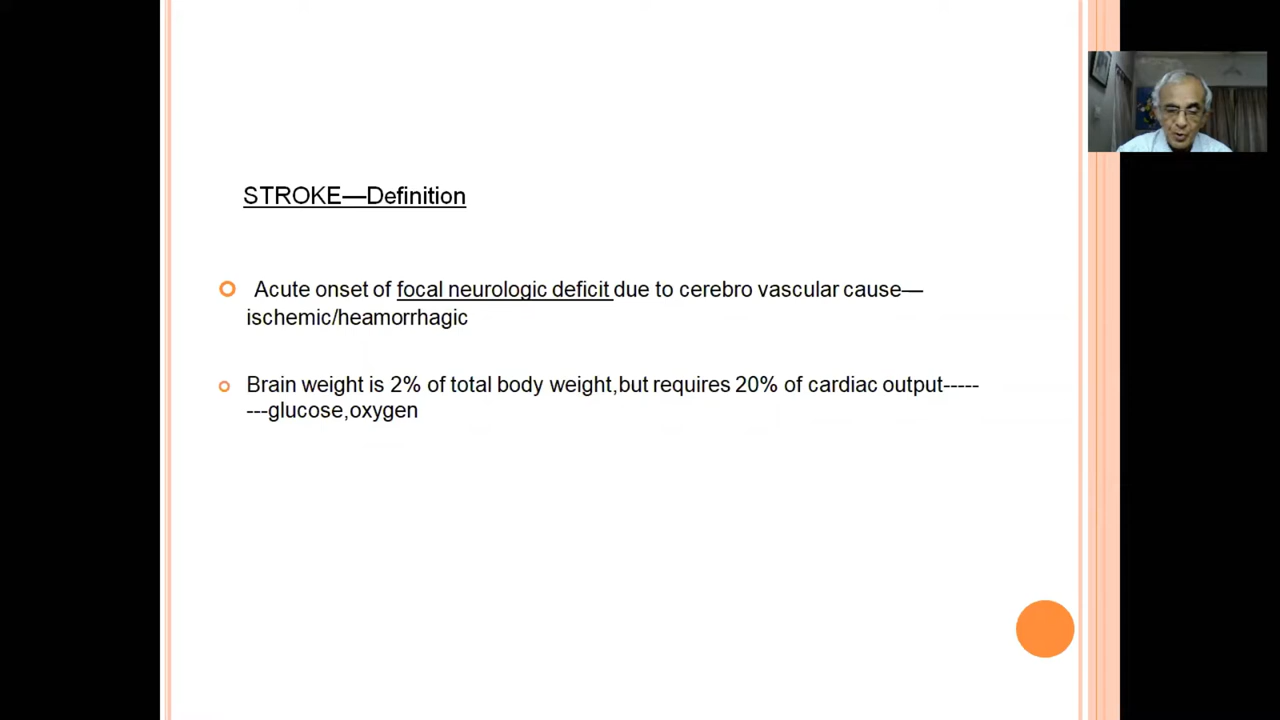 STROKE—Definition
Acute onset of focal neurologic deficit due to cerebro vascular cause—
ischemic/heamorrhagic
Brain weight is 2% of total body weight,but requires 20% of cardiac output-----
---glucose,oxygen